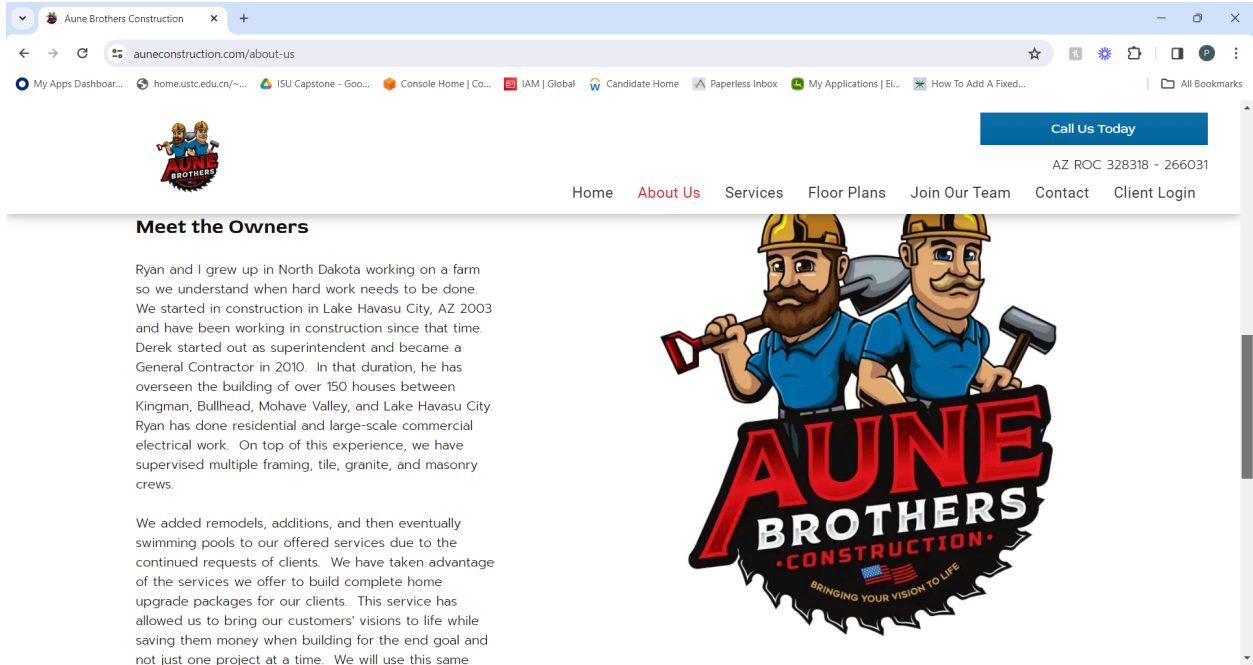 Aune Brothers Construction
auneconstruction.com/about-us
My Apps Dashboar...
home.ustc.edu.cn/~...
ISU Capstone - Goo...
Console Home | Co...
IAM | Global
Candidate Home
Paperless Inbox
My Applications | Ei...
How To Add A Fixed...
All Bookmarks
AUNE
BROTHERS
Call Us Today
AZ ROC 328318 - 266031
Home About Us Services Floor Plans Join Our Team Contact Client Login
Meet the Owners
Ryan and I grew up in North Dakota working on a farm
so we understand when hard work needs to be done.
We started in construction in Lake Havasu City, AZ 2003
and have been working in construction since that time.
Derek started out as superintendent and became a
General Contractor in 2010. In that duration, he has
overseen the building of over 150 houses between
Kingman, Bullhead, Mohave Valley, and Lake Havasu City.
Ryan has done residential and large-scale commercial
electrical work. On top of this experience, we have
supervised multiple framing, tile, granite, and masonry
crews.
We added remodels, additions, and then eventually
swimming pools to our offered services due to the
continued requests of clients. We have taken advantage
of the services we offer to build complete home
upgrade packages for our clients. This service has
allowed us to bring our customers' visions to life while
saving them money when building for the end goal and
not just one project at a time. We will use this same
AUNE
BROTHERS
•CONSTRUCTION•
BRINGING YOUR VISION TO LIFE
P